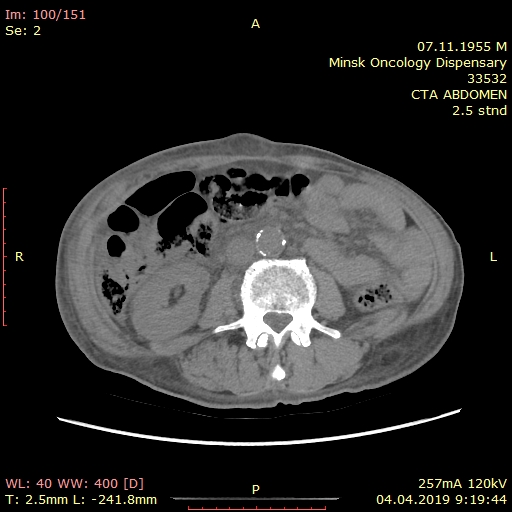 Im: 100/151
Se: 2
A
07.11.1955 M
Minsk Oncology Dispensary
33532
CTA ABDOMEN
2.5 stnd
R
L
WL: 40 WW: 400 [D]
T: 2.5mm L: -241.8mm
P
257mA 120kV
04.04.2019 9:19:44